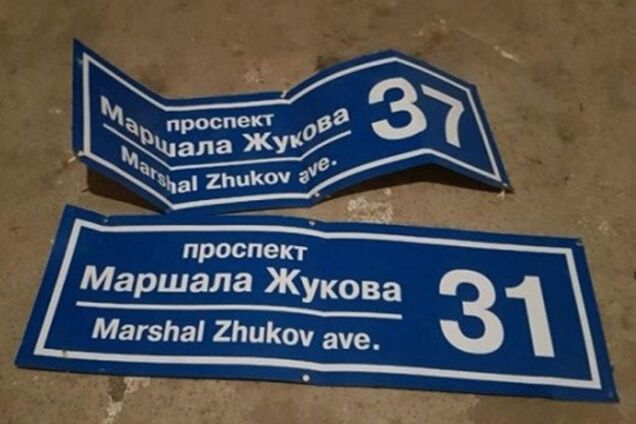 проспект
Маршала Жукова
Marshal Zhukov ave.
37
проспект
Маршала Жукова
Marshal Zhukov ave.
31